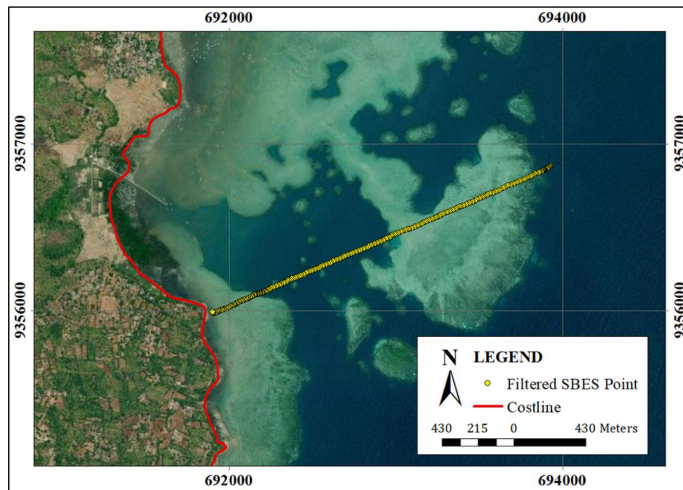 692000 694000
9357000 9357000
9356000 9356000
N LEGEND
Filtered SBES Point
Costline
430 215 0 430 Meters
692000 694000